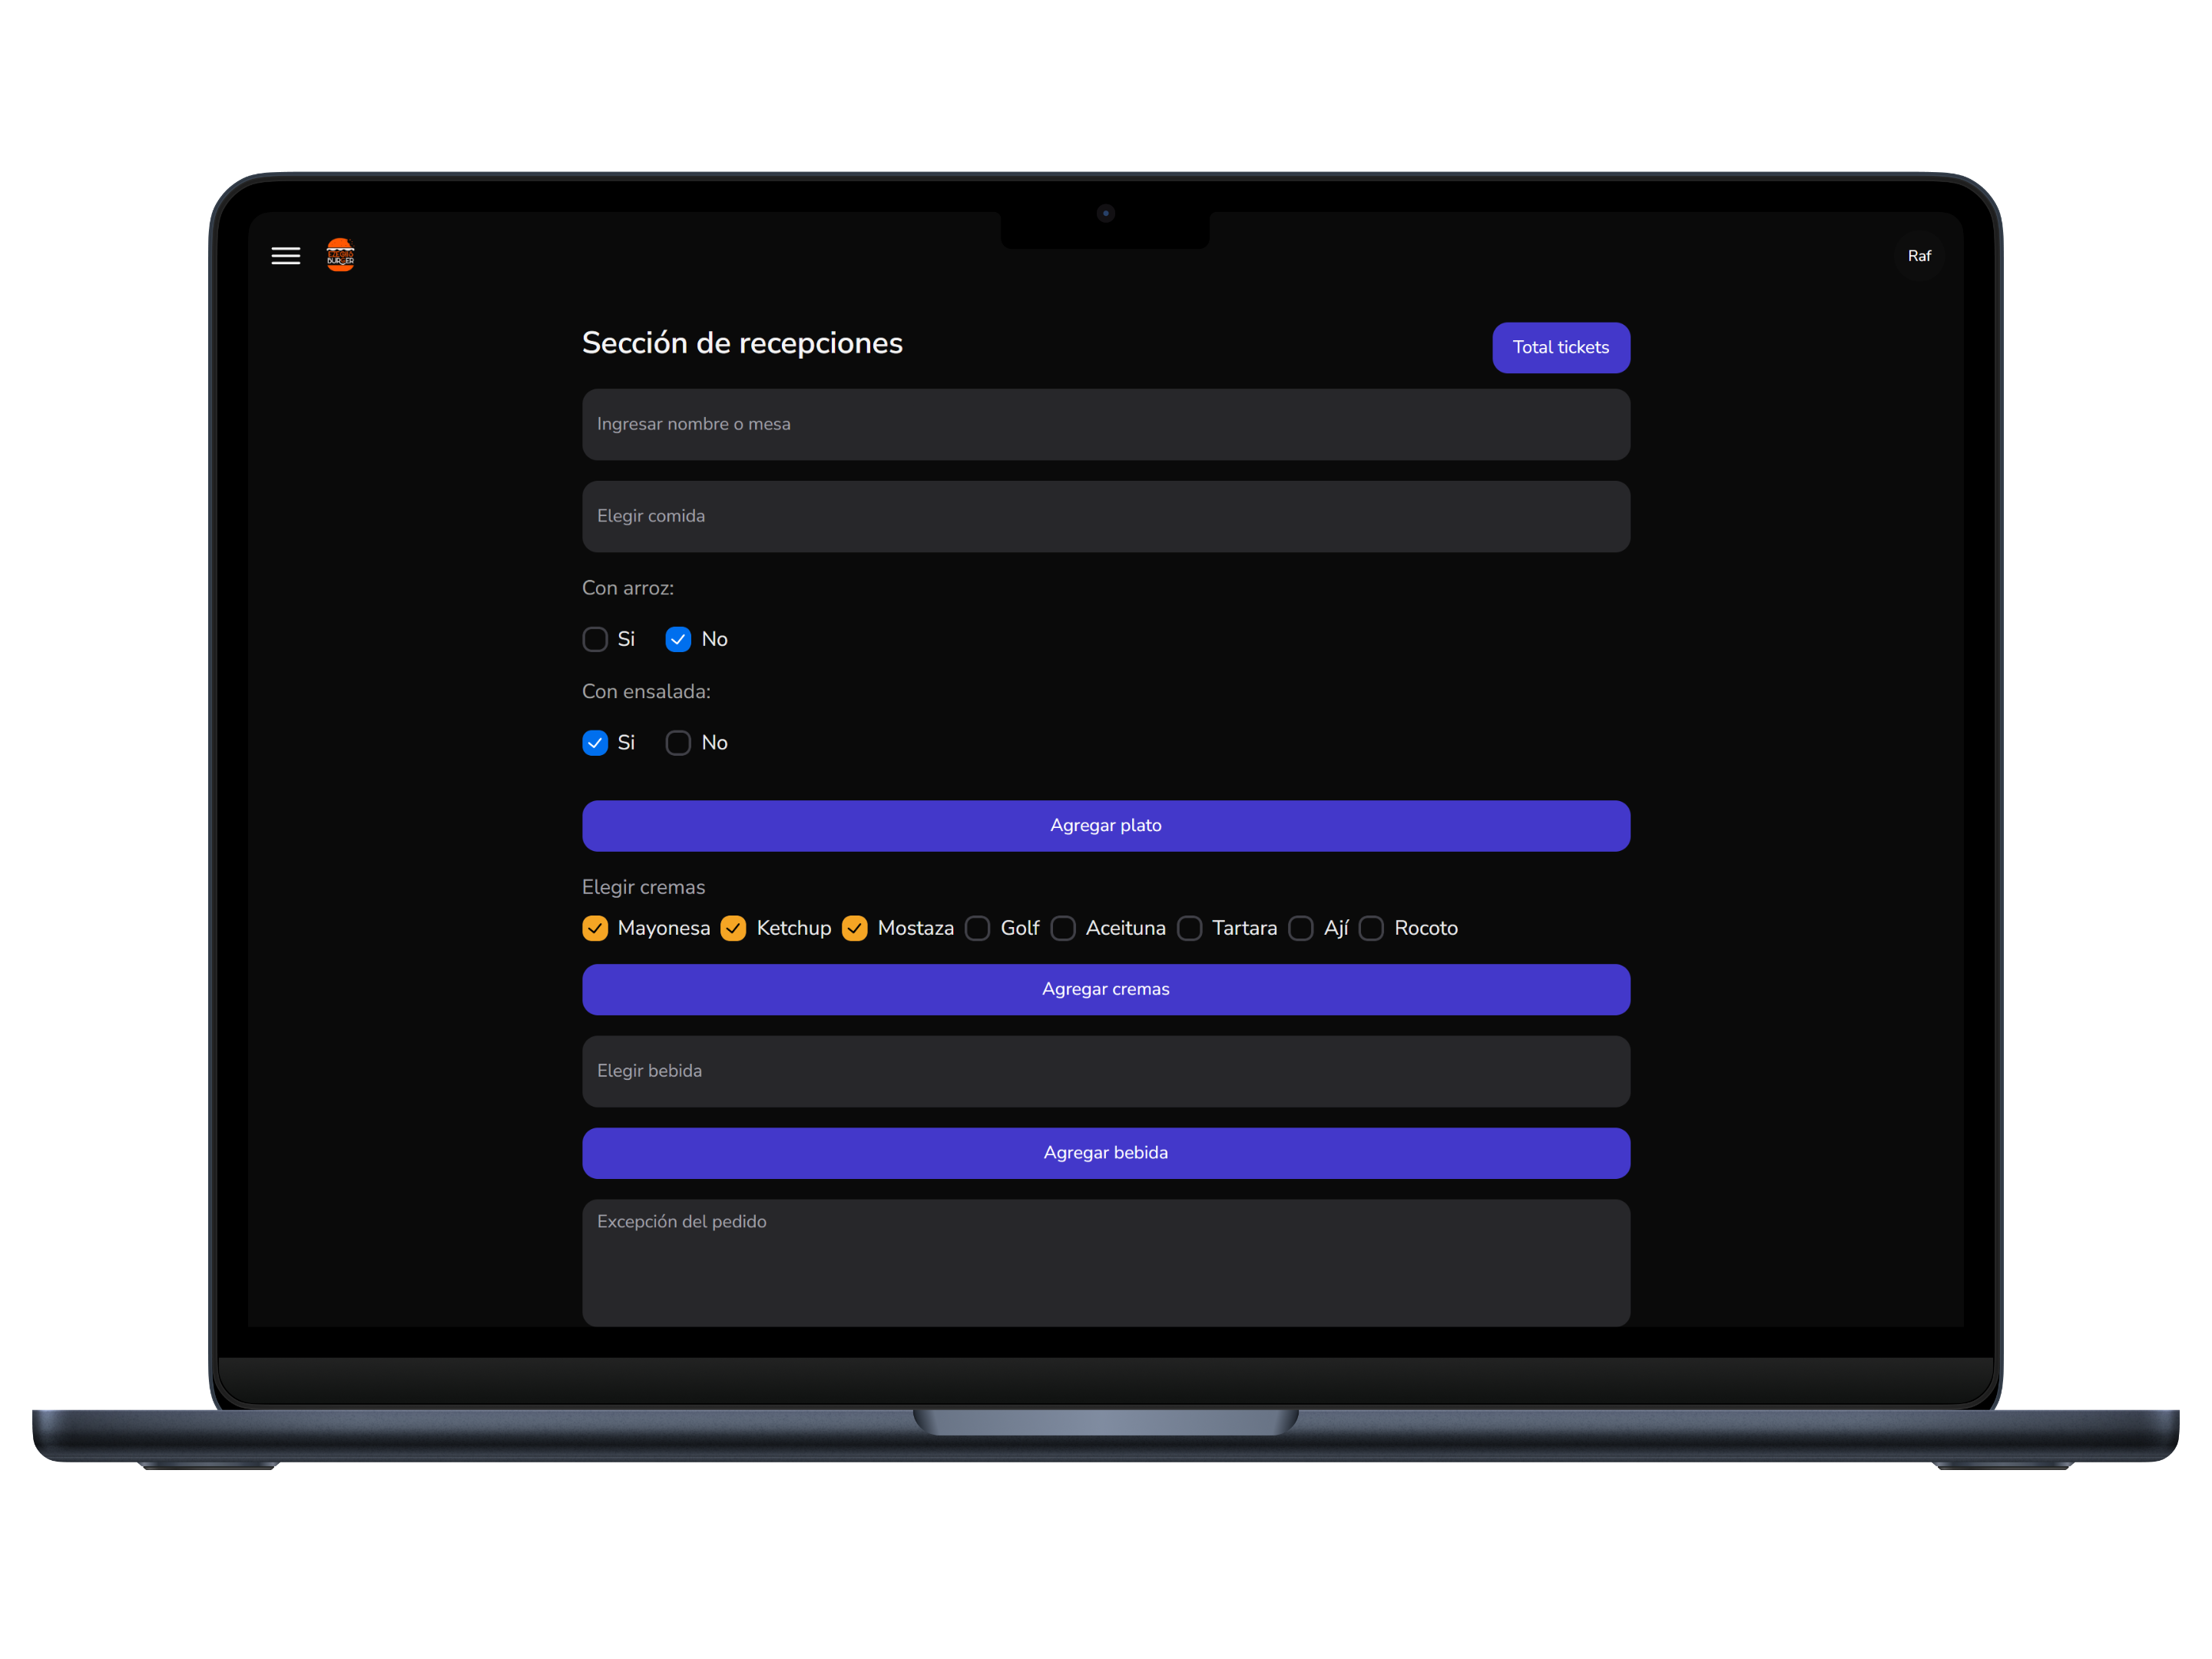 BURGER
Raf
Sección de recepciones
Total tickets
Ingresar nombre o mesa
Elegir comida
Con arroz:
Si No
Con ensalada:
Si No
Agregar plato
Elegir cremas
Mayonesa Ketchup Mostaza Golf Aceituna Tartara Ají Rocoto
Agregar cremas
Elegir bebida
Agregar bebida
Excepción del pedido